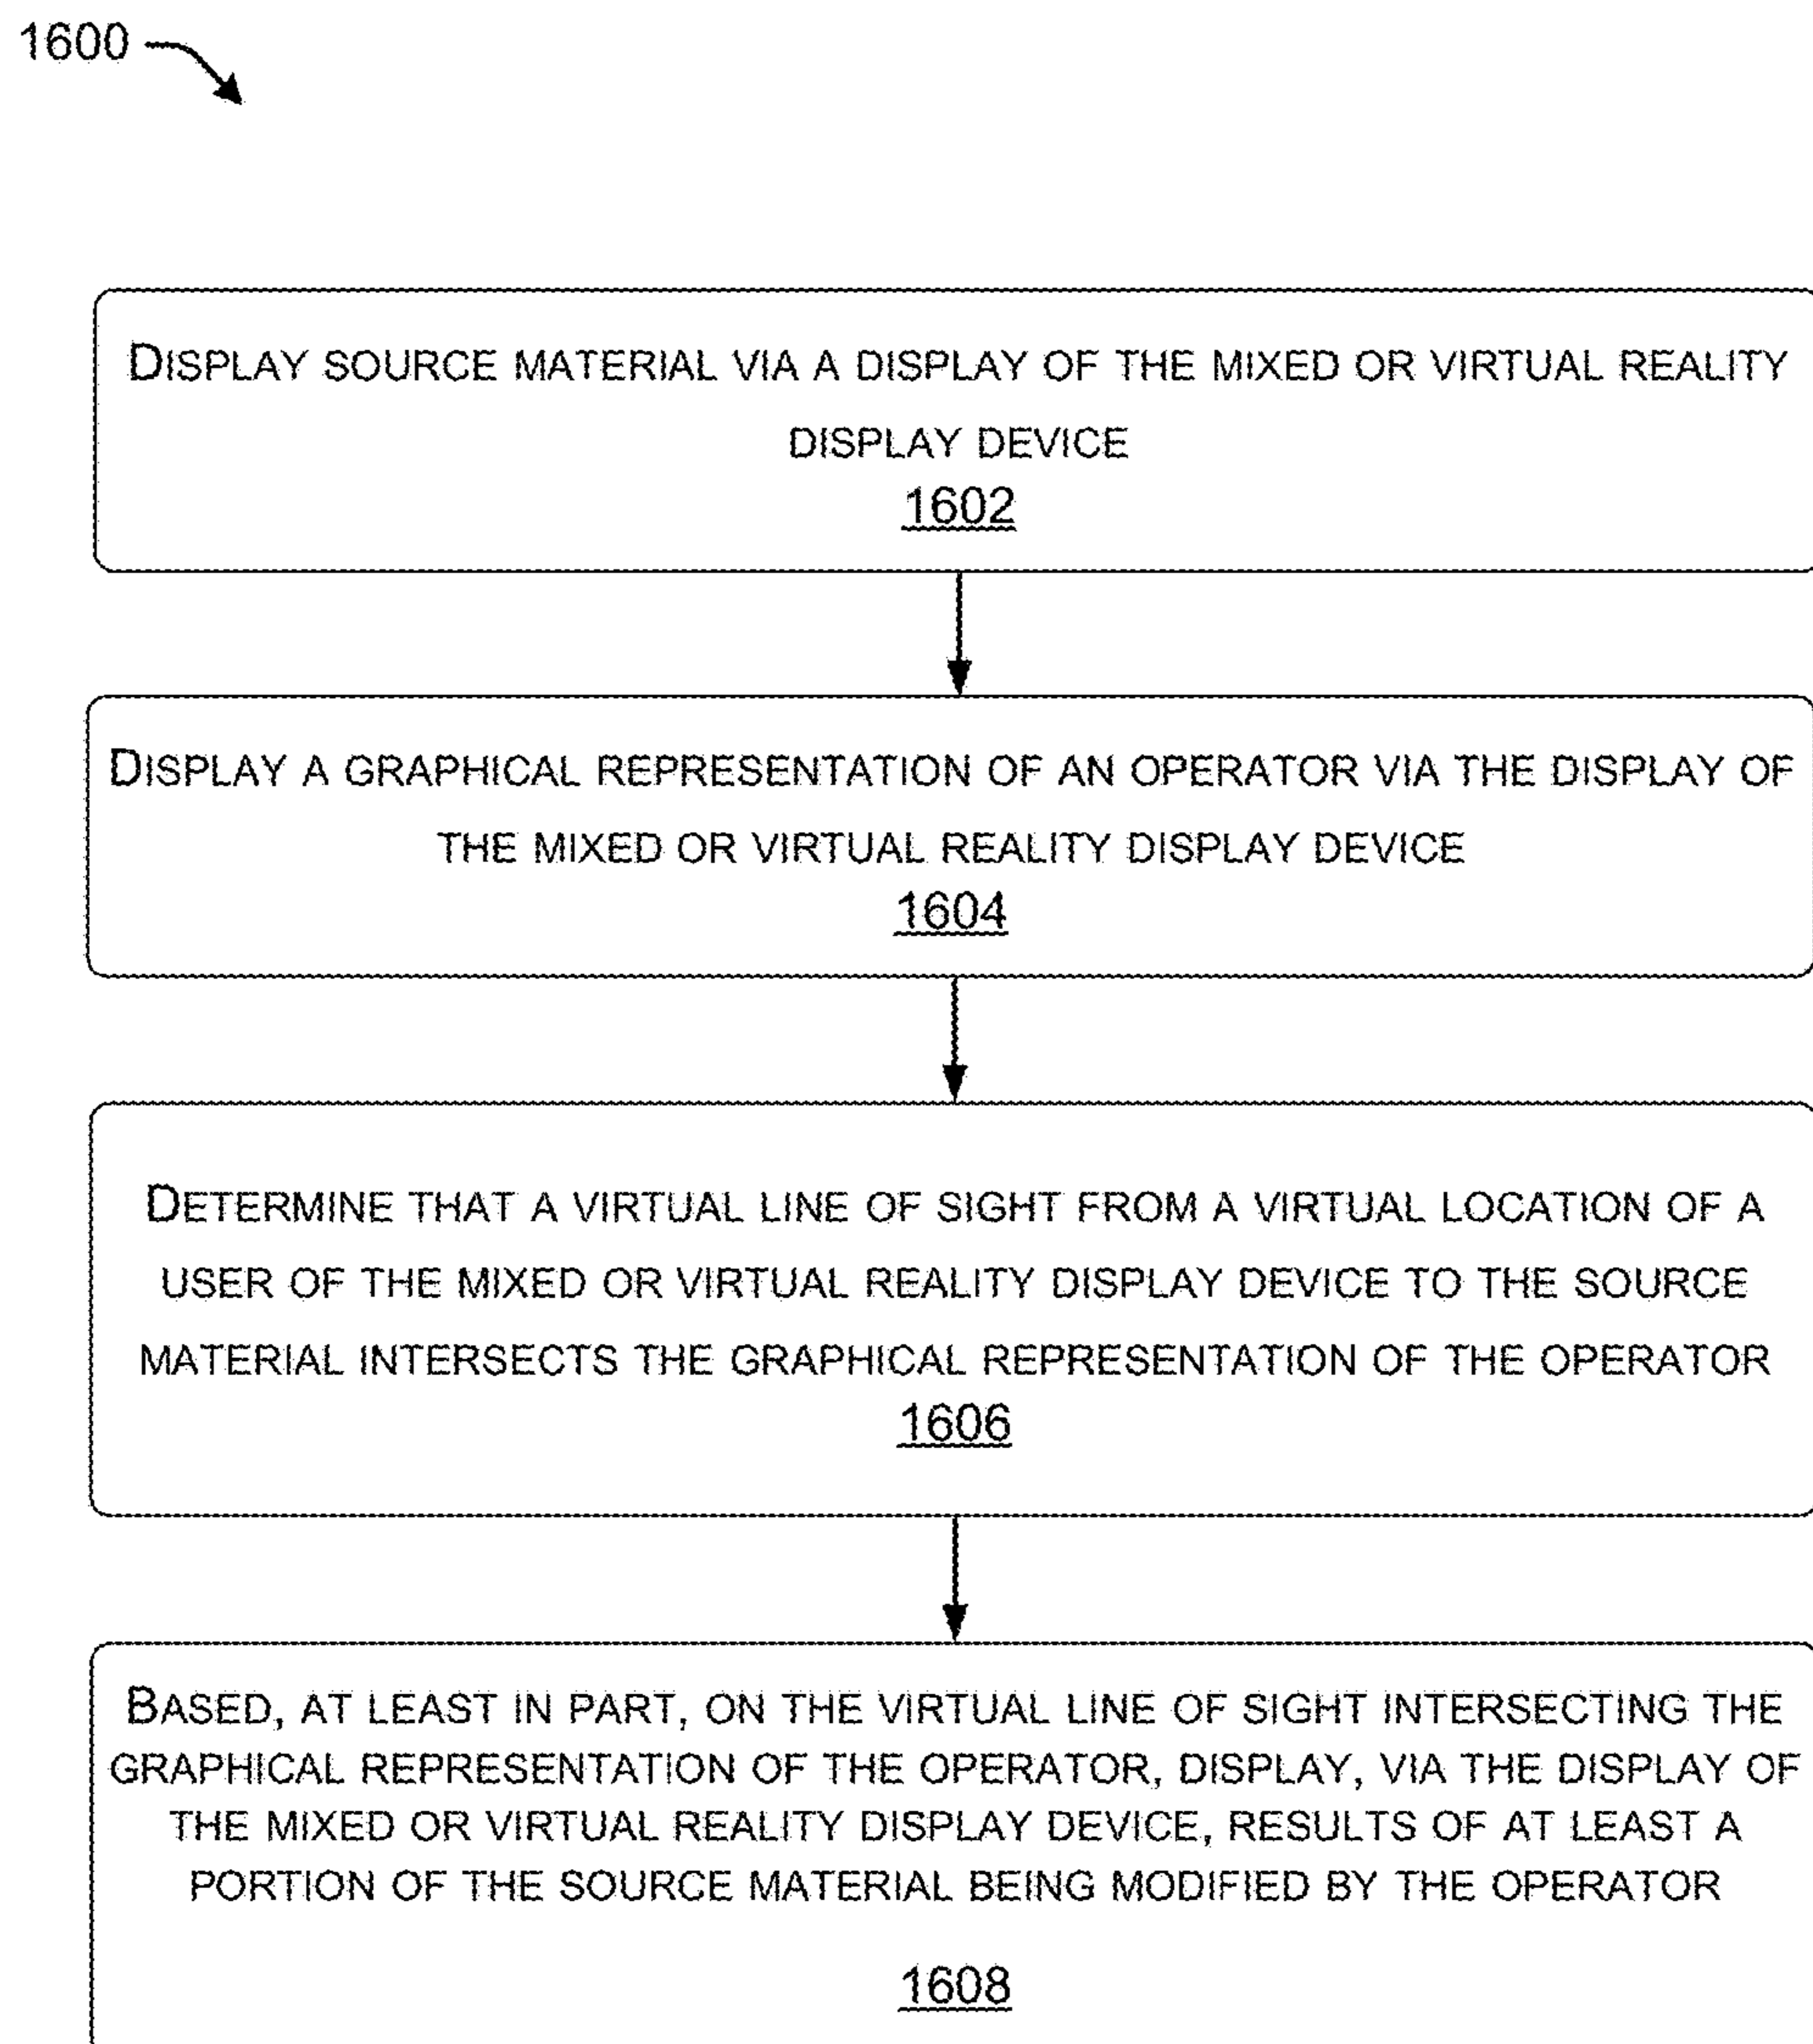 1600
DISPLAY SOURCE MATERIAL VIA A DISPLAY OF THE MIXED OR VIRTUAL REALITY
DISPLAY DEVICE
1602
DISPLAY A GRAPHICAL REPRESENTATION OF AN OPERATOR VIA THE DISPLAY OF
THE MIXED OR VIRTUAL REALITY DISPLAY DEVICE
1604
DETERMINE THAT A VIRTUAL LINE OF SIGHT FROM A VIRTUAL LOCATION OF A
USER OF THE MIXED OR VIRTUAL REALITY DISPLAY DEVICE TO THE SOURCE
MATERIAL INTERSECTS THE GRAPHICAL REPRESENTATION OF THE OPERATOR
1606
BASED, AT LEAST IN PART, ON THE VIRTUAL LINE OF SIGHT INTERSECTING THE
GRAPHICAL REPRESENTATION OF THE OPERATOR, DISPLAY, VIA THE DISPLAY OF
THE MIXED OR VIRTUAL REALITY DISPLAY DEVICE, RESULTS OF AT LEAST A
PORTION OF THE SOURCE MATERIAL BEING MODIFIED BY THE OPERATOR
1608